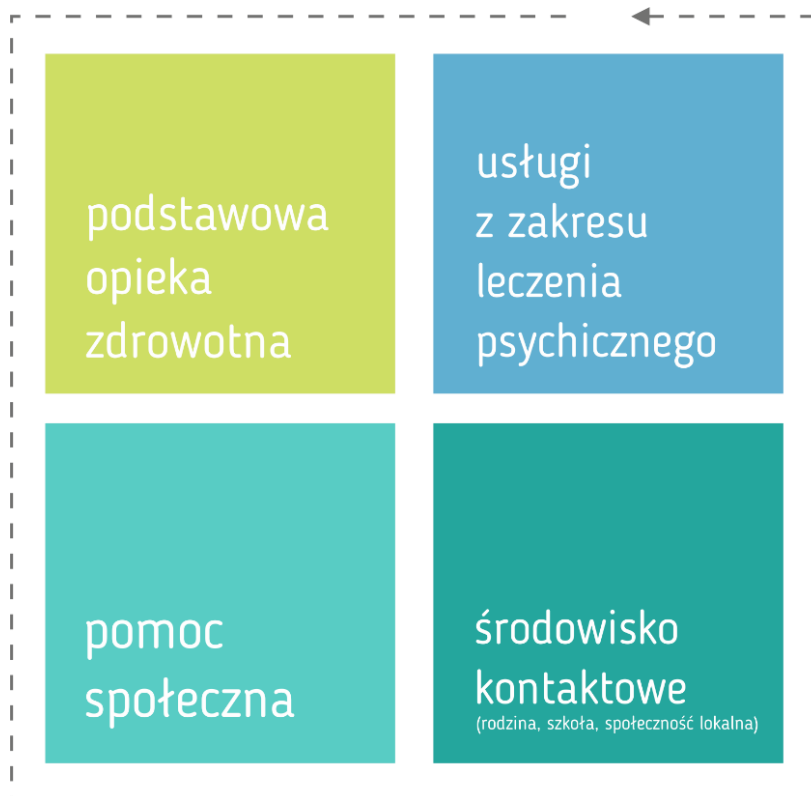 podstawowa
opieka
zdrowotna
usługi
z zakresu
leczenia
psychicznego
pomoc
społeczna
środowisko
kontaktowe
(rodzina, szkoła, społeczność lokalna)